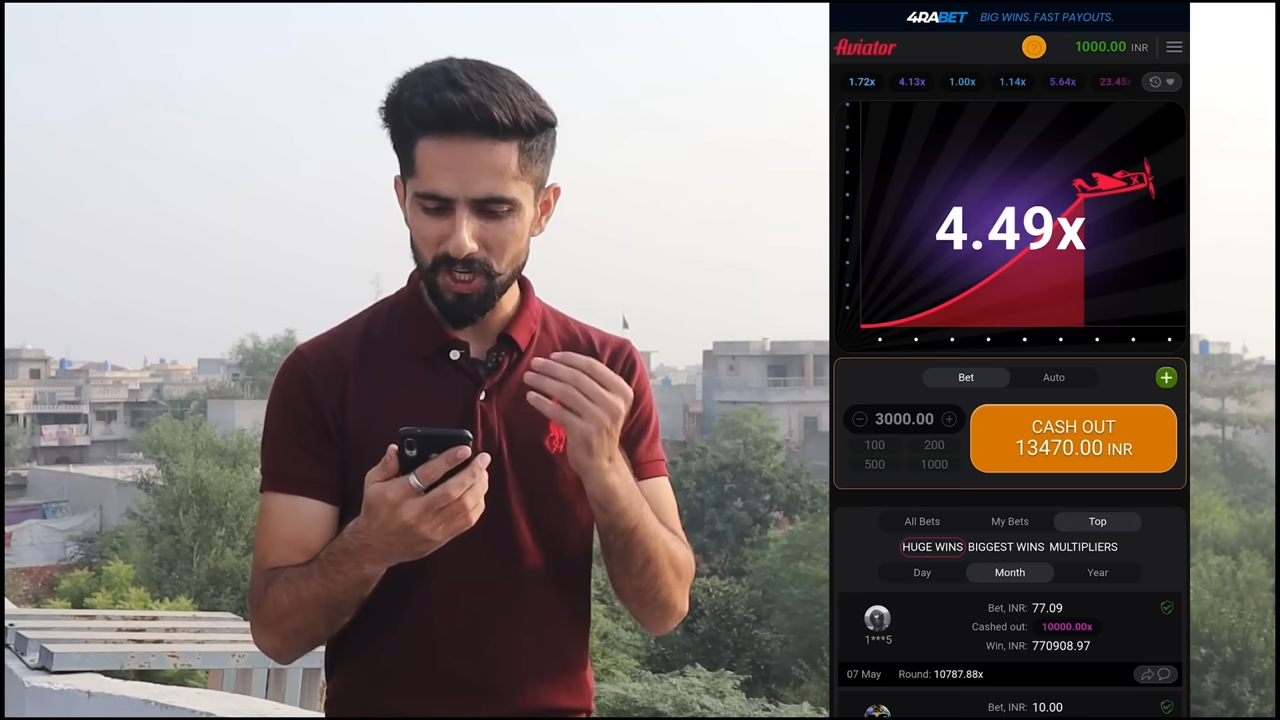 4RABET BIG WINS. FAST PAYOUTS.
Aviator 1000.00 INR
1.72x 4.13x 1.00x 1.14x 5.64x 23.45
4.49x
Bet Auto
3000.00
100 200
500 1000
CASH OUT
13470.00 INR
All Bets My Bets Top
HUGE WINS BIGGEST WINS MULTIPLIERS
Day Month Year
Bet, INR: 77.09
Cashed out: 10000.00x
1***5
Win, INR: 770908.97
07 May Round: 10787.88x
Bet, INR: 10.00